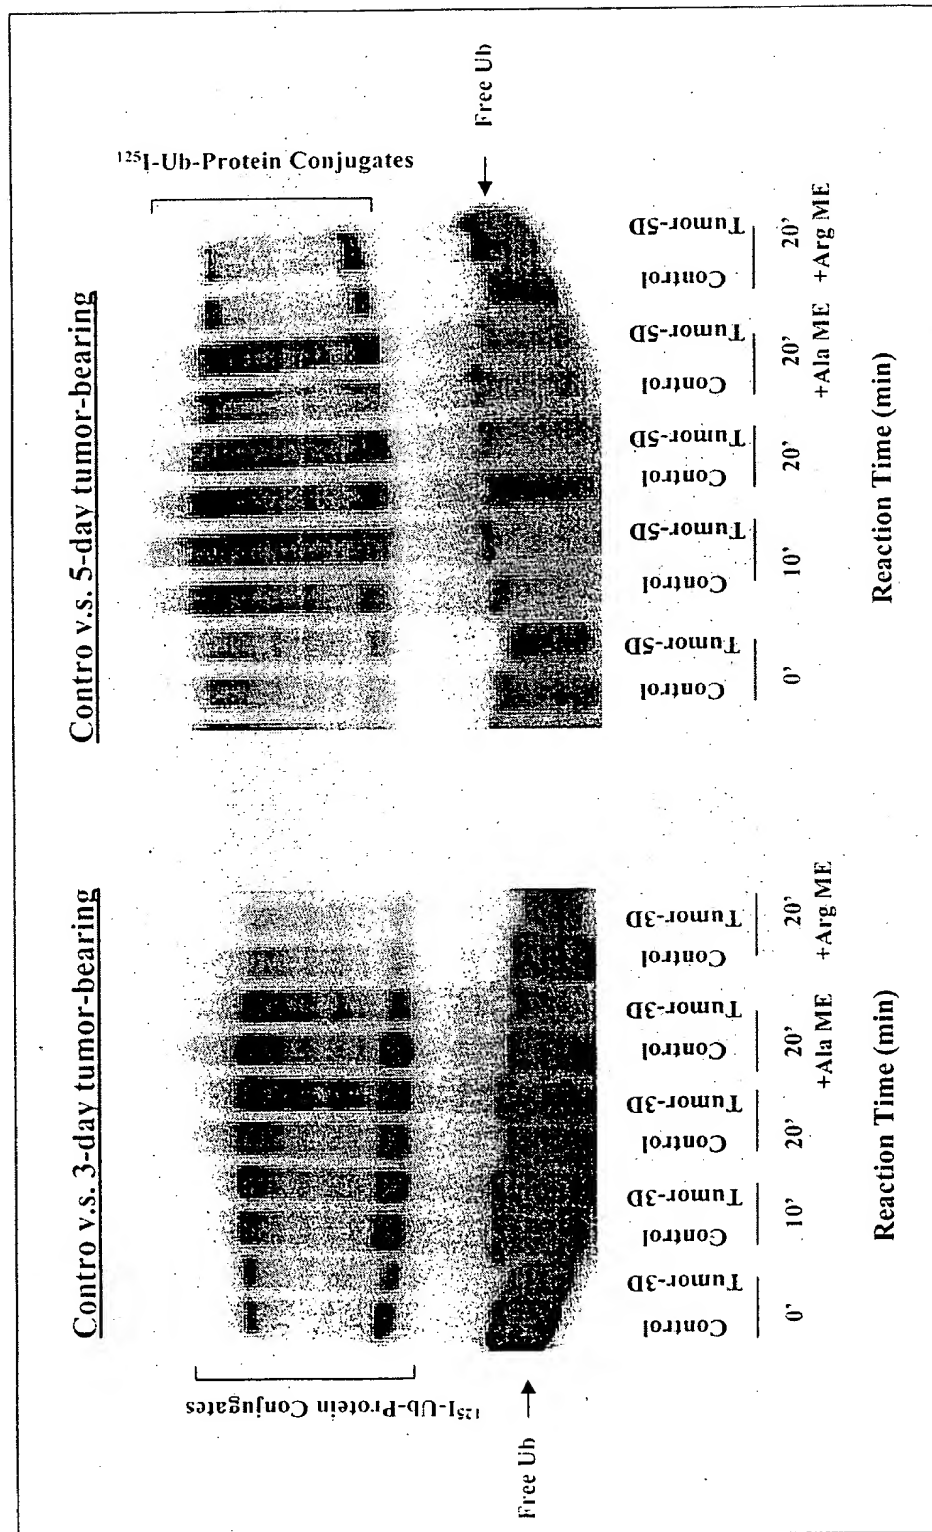 Contro v.s. 3-day tumor-bearing
¹²⁵I-Ub-Protein Conjugates
Free Ub
Control
Tumor-3D
Control
Tumor-3D
Control
Tumor-3D
Control
Tumor-3D
Control
Tumor-3D
0'
10'
20'
20'
20'
+Ala ME
+Arg ME
Reaction Time (min)
Contro v.s. 5-day tumor-bearing
¹²⁵I-Ub-Protein Conjugates
Free Ub
Control
Tumor-5D
Control
Tumor-5D
Control
Tumor-5D
Control
Tumor-5D
Control
Tumor-5D
0'
10'
20'
20'
20'
+Ala ME
+Arg ME
Reaction Time (min)